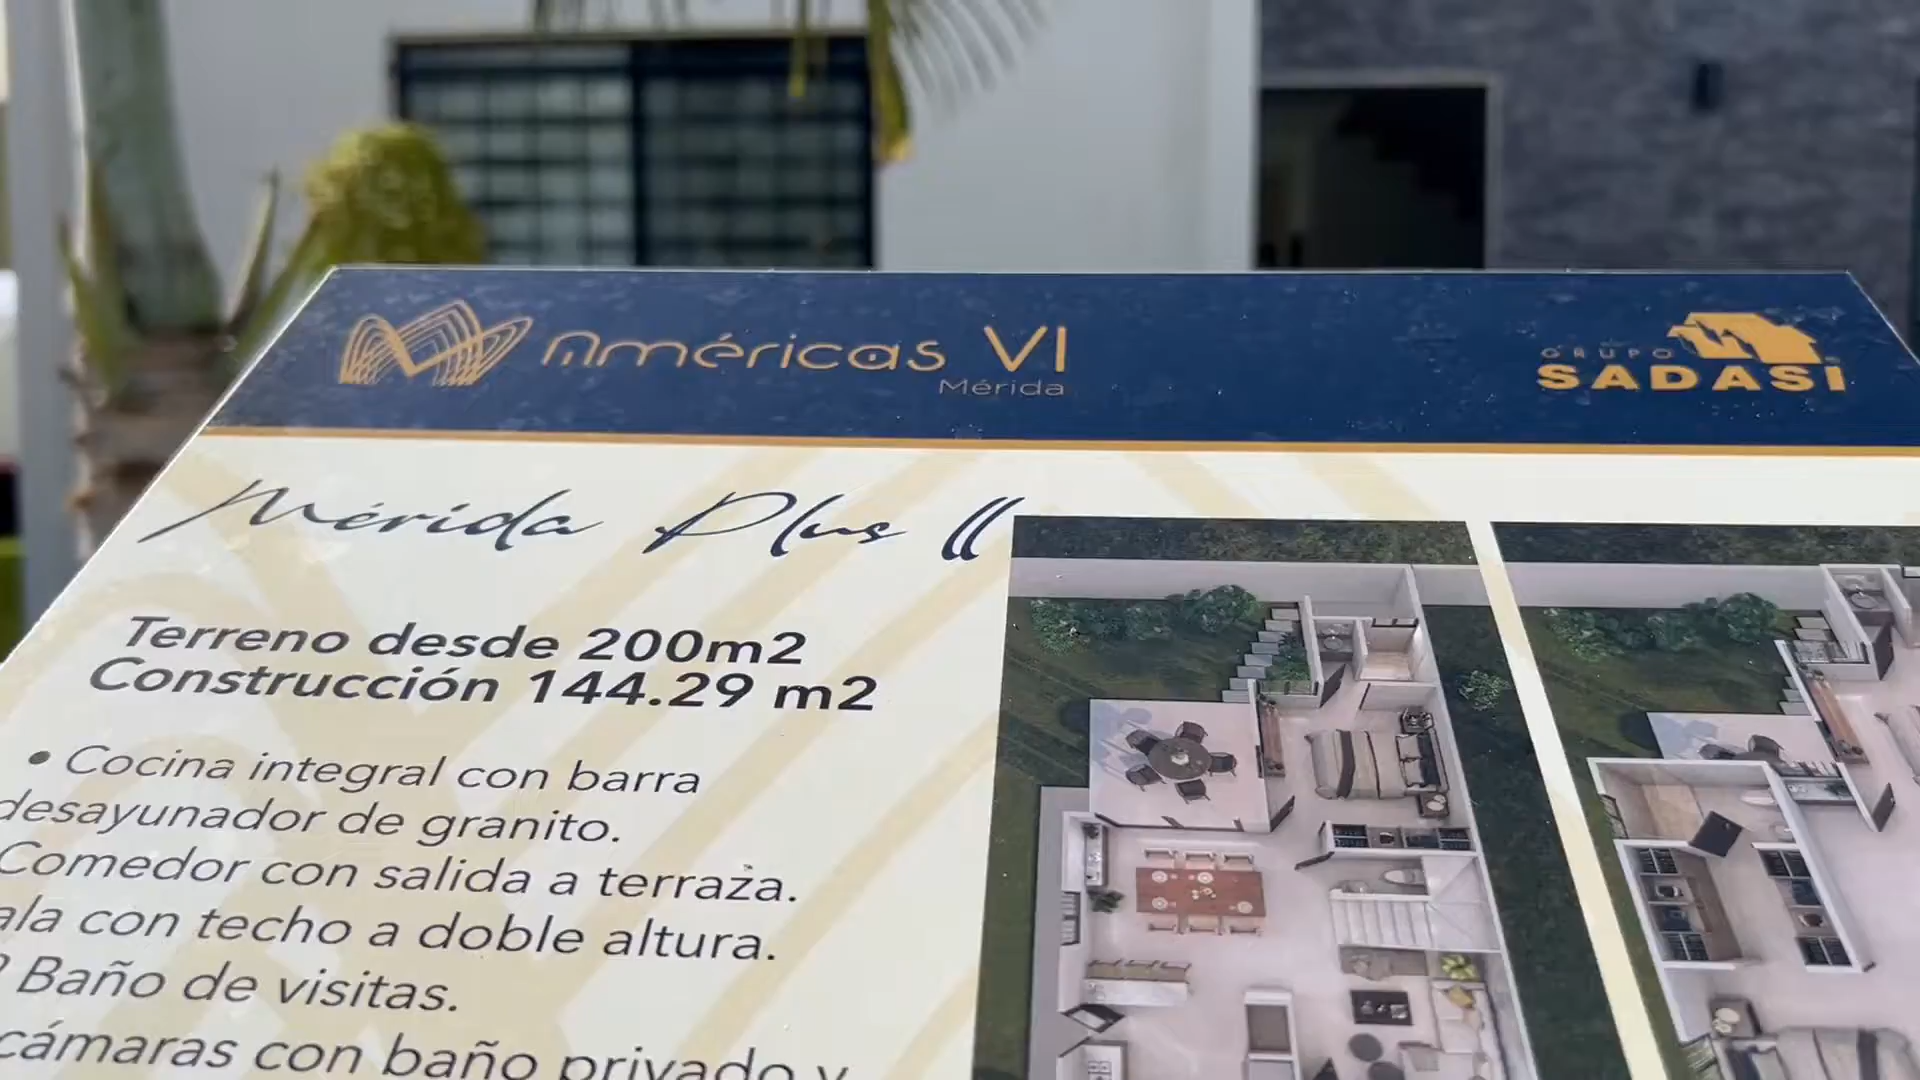 Américas VI
Mérida
GRUPO
SADASI
Mérida Plus II
Terreno desde 200m2
Construcción 144.29 m2
• Cocina integral con barra
desayunador de granito.
Comedor con salida a terraza.
ala con techo a doble altura.
Baño de visitas.
cámaras con baño privado y